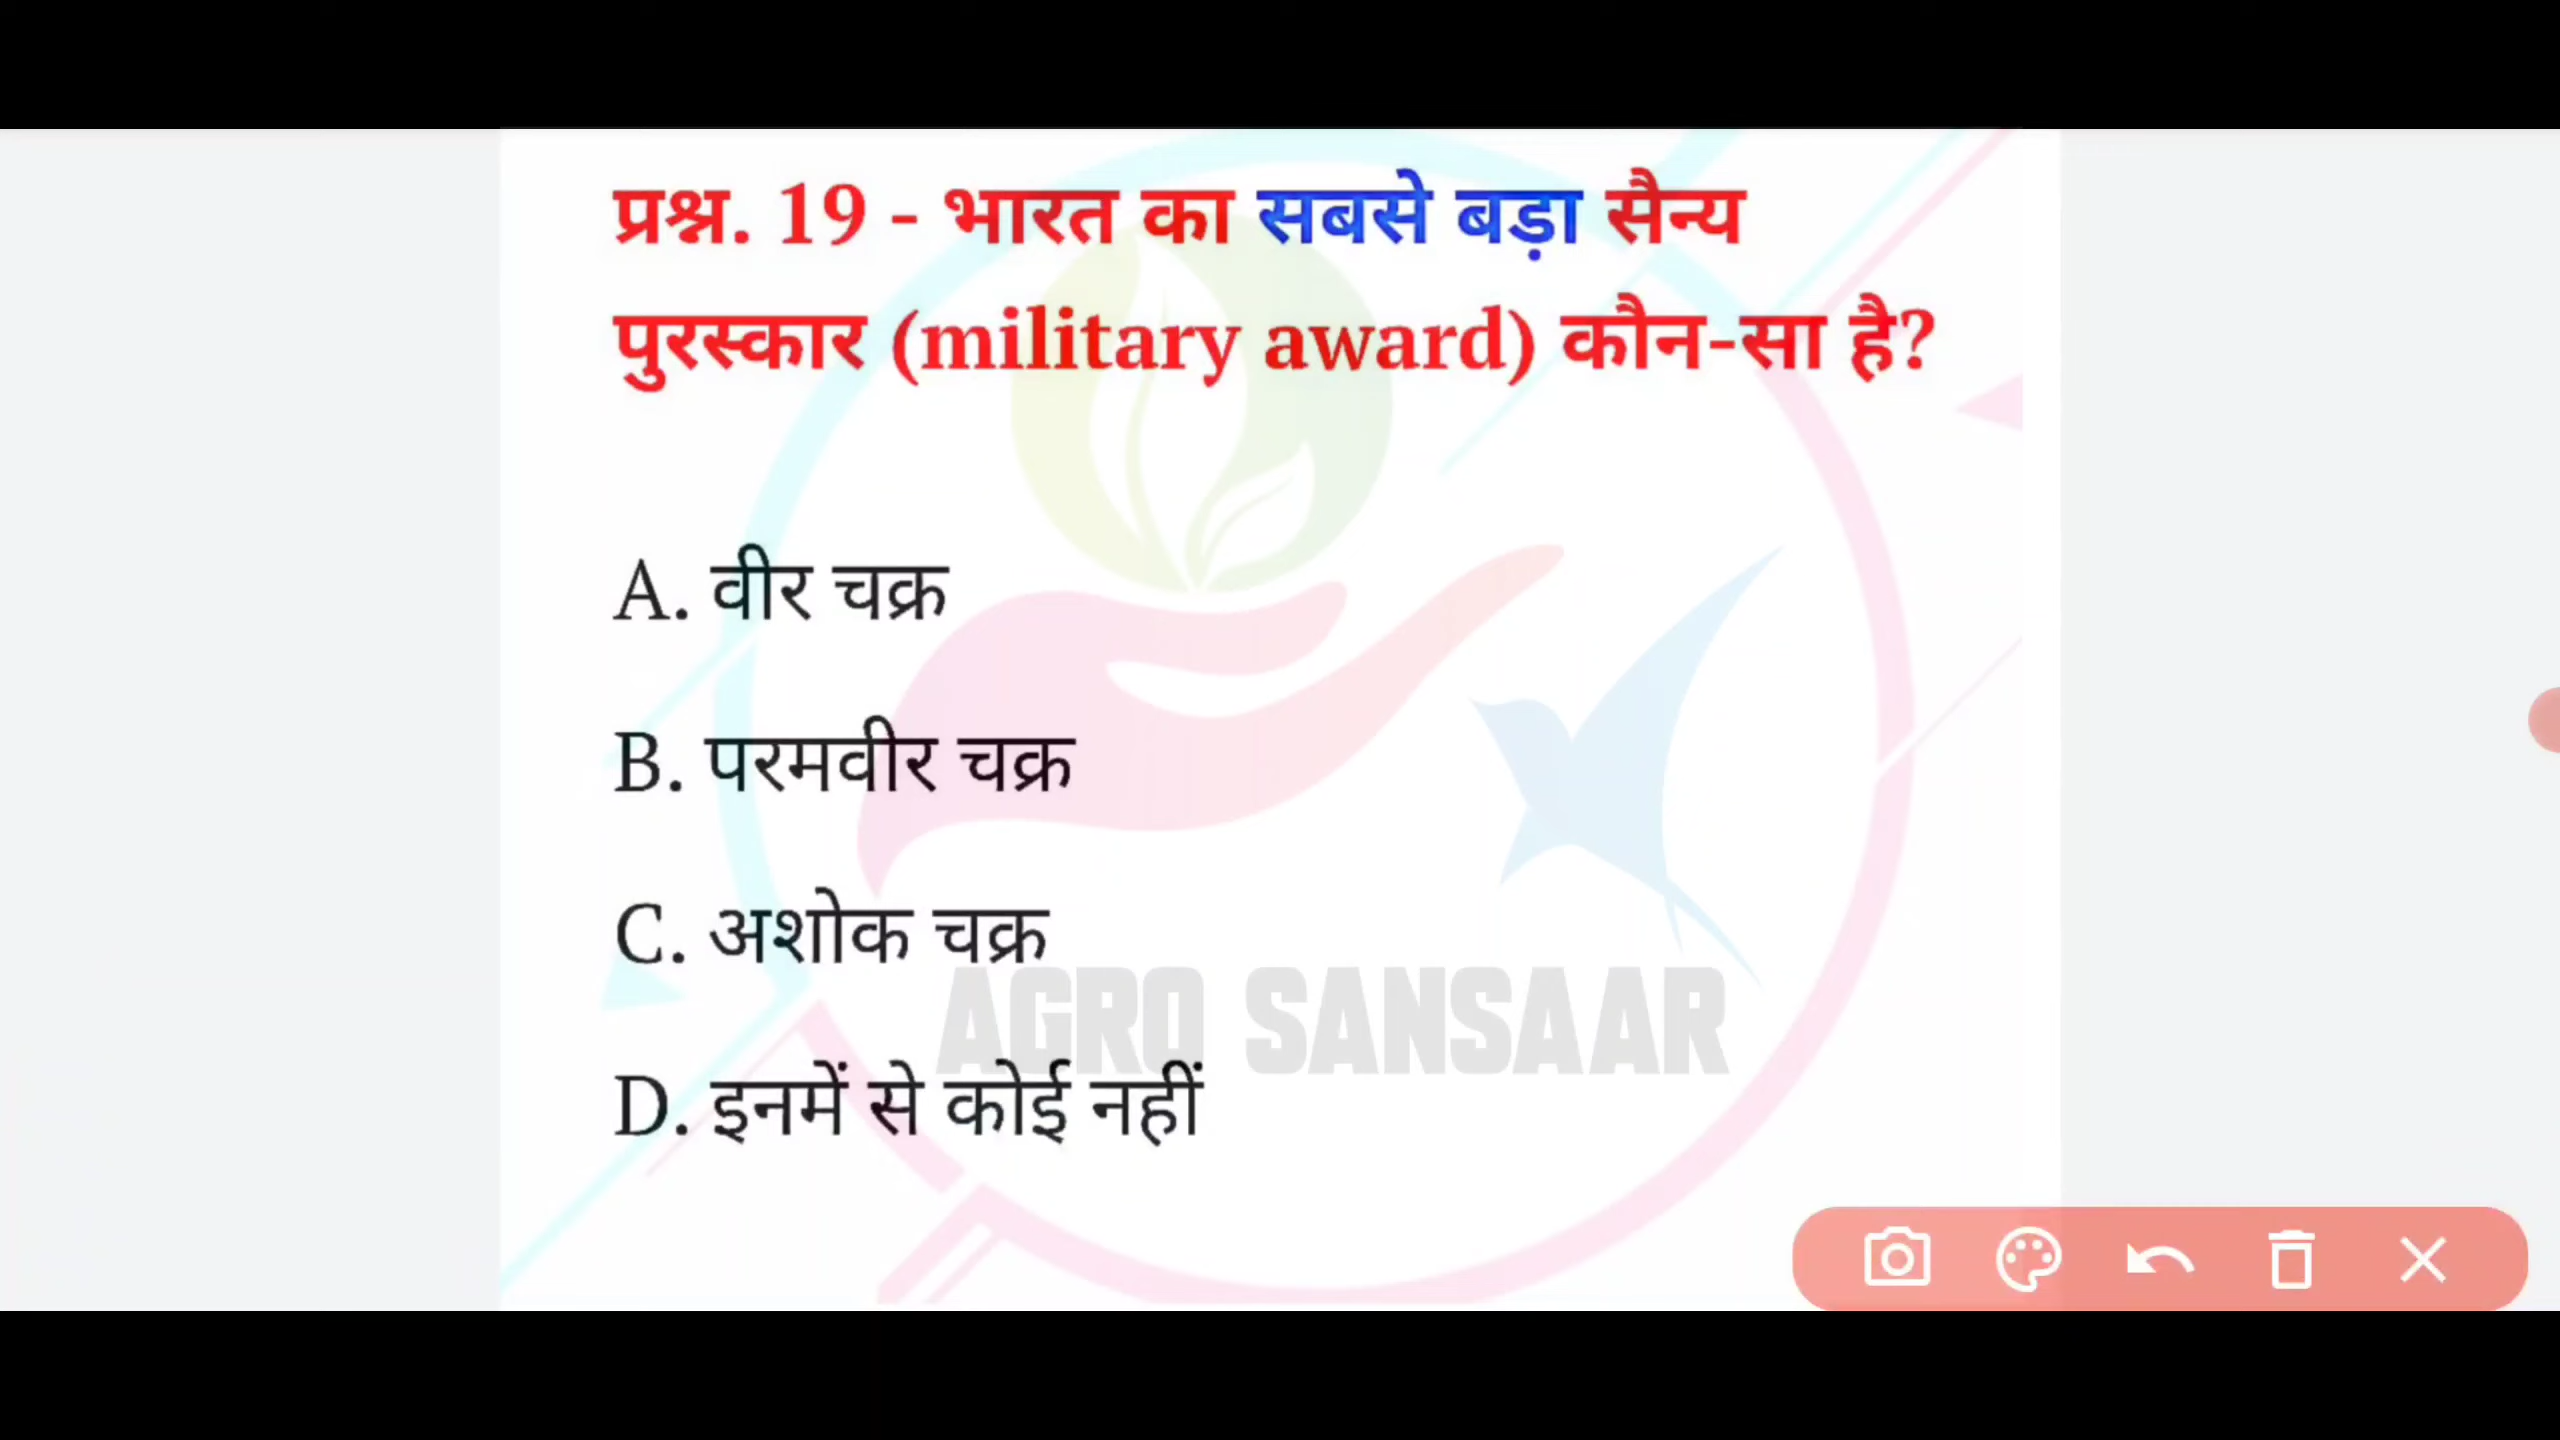 प्रश्न. 19 - भारत का सबसे बड़ा सैन्य
पुरस्कार (military award) कौन-सा है?
A. वीर चक्र
B. परमवीर चक्र
C. अशोक चक्र
AGRO SANSAAR
D. इनमें से कोई नहीं